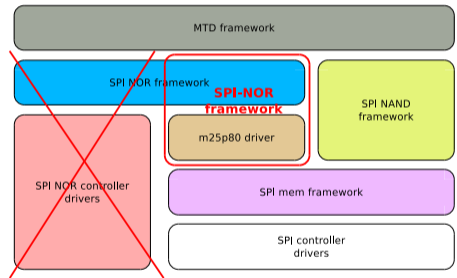 MTD framework
SPI NOR framework
SPI-NOR
framework
SPI NAND
framework
m25p80 driver
SPI NOR controller
drivers
SPI mem framework
SPI controller
drivers